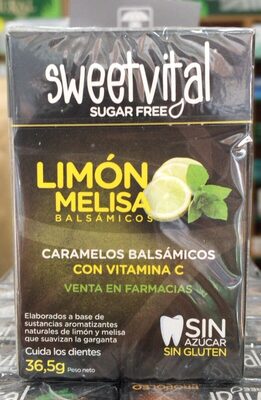 sweetvital
SUGAR FREE
LIMÓN
MELISA
BALSÁMICOS
CARAMELOS BALSÁMICOS
CON VITAMINA C
VENTA EN FARMACIAS
Elaborados a base de
sustancias aromatizantes
naturales de limón y melisa
que suavizan la garganta
Cuida los dientes
36,5g Peso neto
SIN
AZÚCAR
SIN GLUTEN